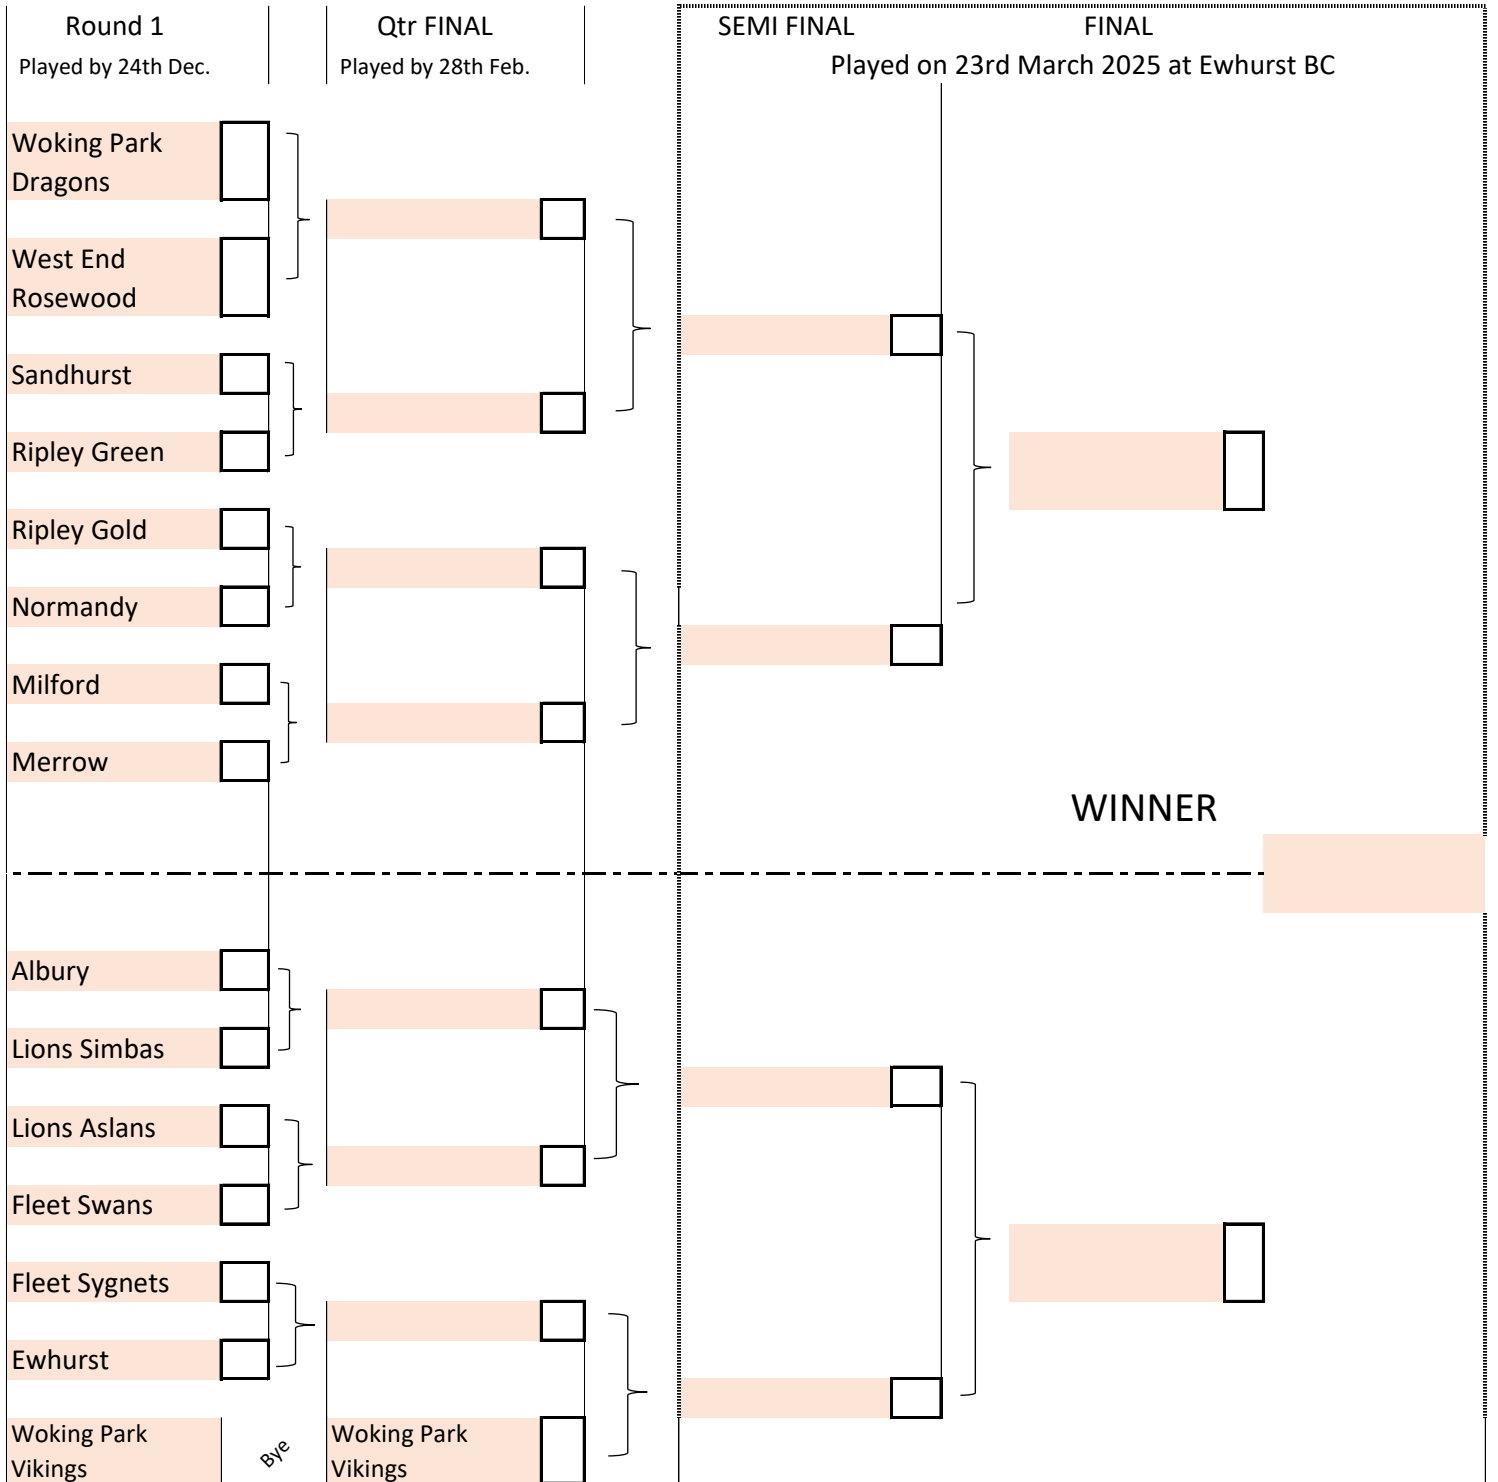 Round 1
Qtr FINAL
SEMI FINAL
FINAL
Played by 24th Dec.
Played by 28th Feb.
Played on 23rd March 2025 at Ewhurst BC
Woking Park
Dragons
West End
Rosewood
Sandhurst
Ripley Green
Ripley Gold
Normandy
Milford
Merrow
WINNER
Albury
Lions Simbas
Lions Aslans
Fleet Swans
Fleet Sygnets
Ewhurst
Woking Park
Vikings
Bye
Woking Park
Vikings